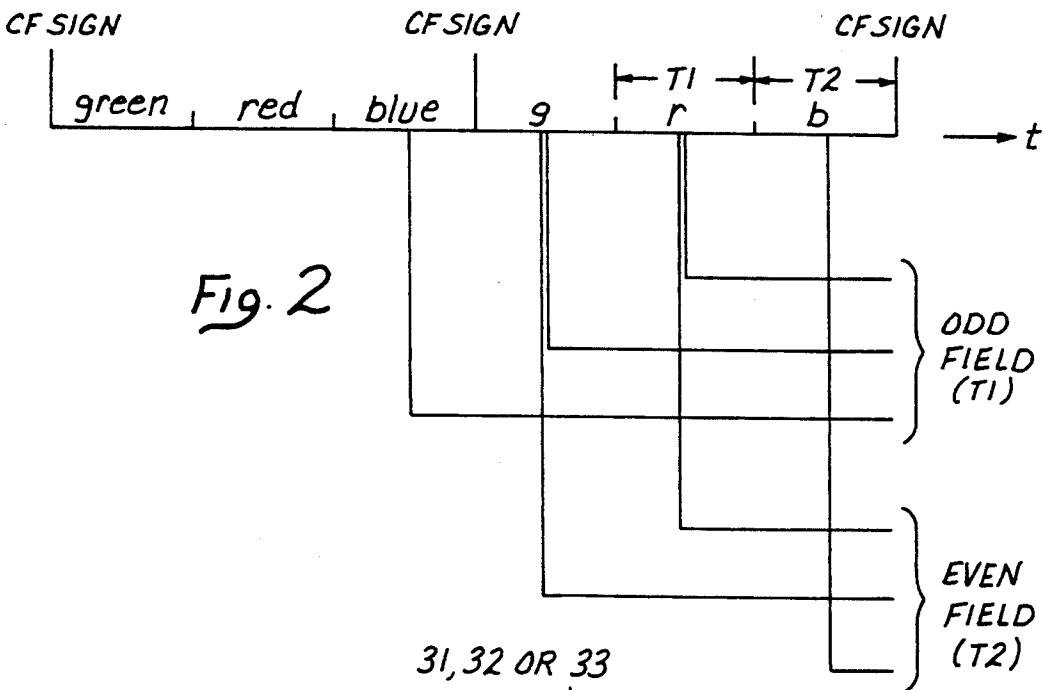 CF SIGN CF SIGN CF SIGN
T1 T2
green red blue g r b
t
Fig. 2
ODD
FIELD
(T1)
EVEN
FIELD
(T2)
31, 32 OR 33